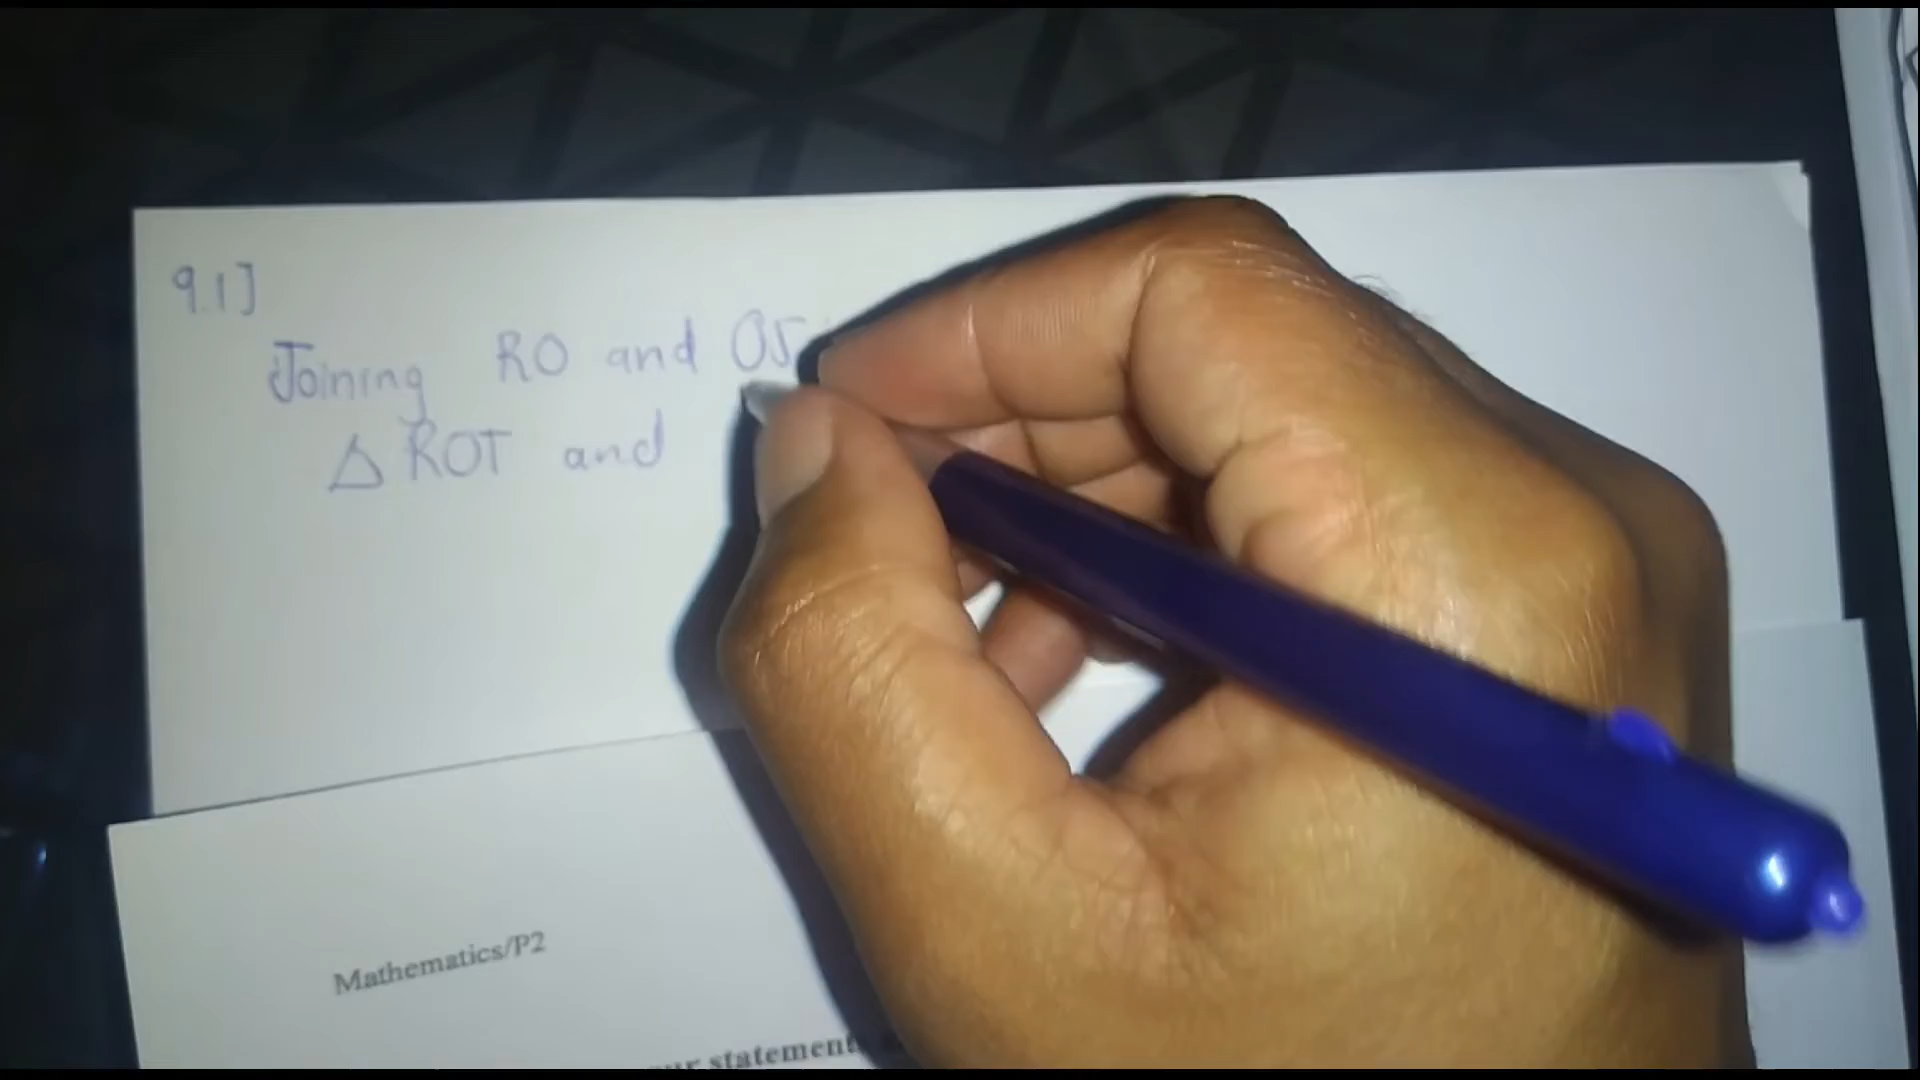 9.1]
Joining RO and OS
△ ROT and
Mathematics/P2
statement